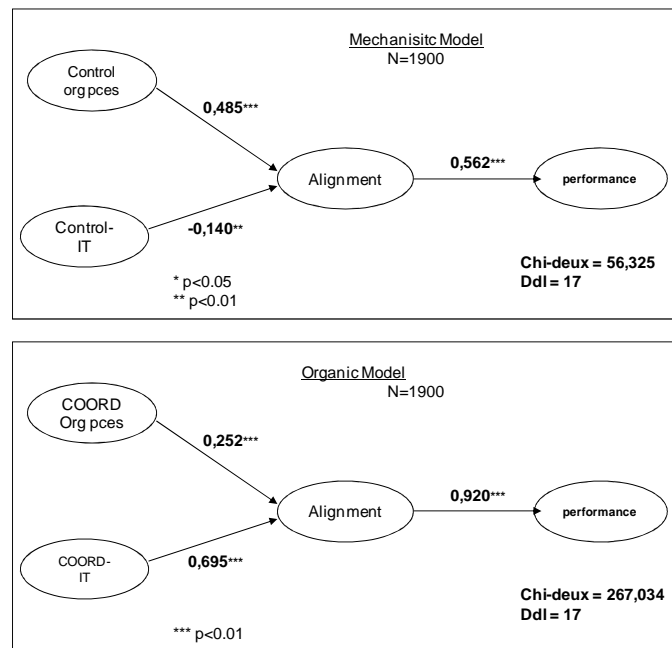 Mechanisitc Model
N=1900
Control
org pces
0,485***
Alignment
0,562***
performance
Control-
IT
-0,140**
* p<0.05
** p<0.01
Chi-deux = 56,325
Ddl = 17
Organic Model
N=1900
COORD
Org pces
0,252***
Alignment
0,920***
performance
COORD-
IT
0,695***
*** p<0.01
Chi-deux = 267,034
Ddl = 17